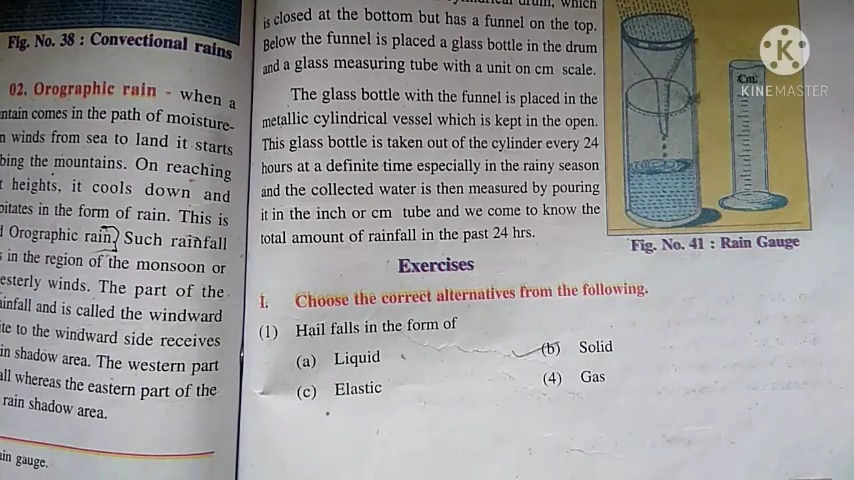 Fig. No. 38 : Convectional rains
02. Orographic rain - when a
ntain comes in the path of moisture-
n winds from sea to land it starts
bing the mountains. On reaching
t heights, it cools down and
pitates in the form of rain. This is
d Orographic rain) Such rainfall
s in the region of the monsoon or
esterly winds. The part of the
ainfall and is called the windward
ite to the windward side receives
in shadow area. The western part
all whereas the eastern part of the
rain shadow area.
ain gauge.
drum, which
is closed at the bottom but has a funnel on the top.
Below the funnel is placed a glass bottle in the drum
and a glass measuring tube with a unit on cm scale.
The glass bottle with the funnel is placed in the
metallic cylindrical vessel which is kept in the open.
This glass bottle is taken out of the cylinder every 24
hours at a definite time especially in the rainy season
and the collected water is then measured by pouring
it in the inch or cm tube and we come to know the
total amount of rainfall in the past 24 hrs.
Cm.
Fig. No. 41 : Rain Gauge
Exercises
I. Choose the correct alternatives from the following.
(1) Hail falls in the form of
(a) Liquid (b) Solid
(c) Elastic (4) Gas
K
KINEMASTER